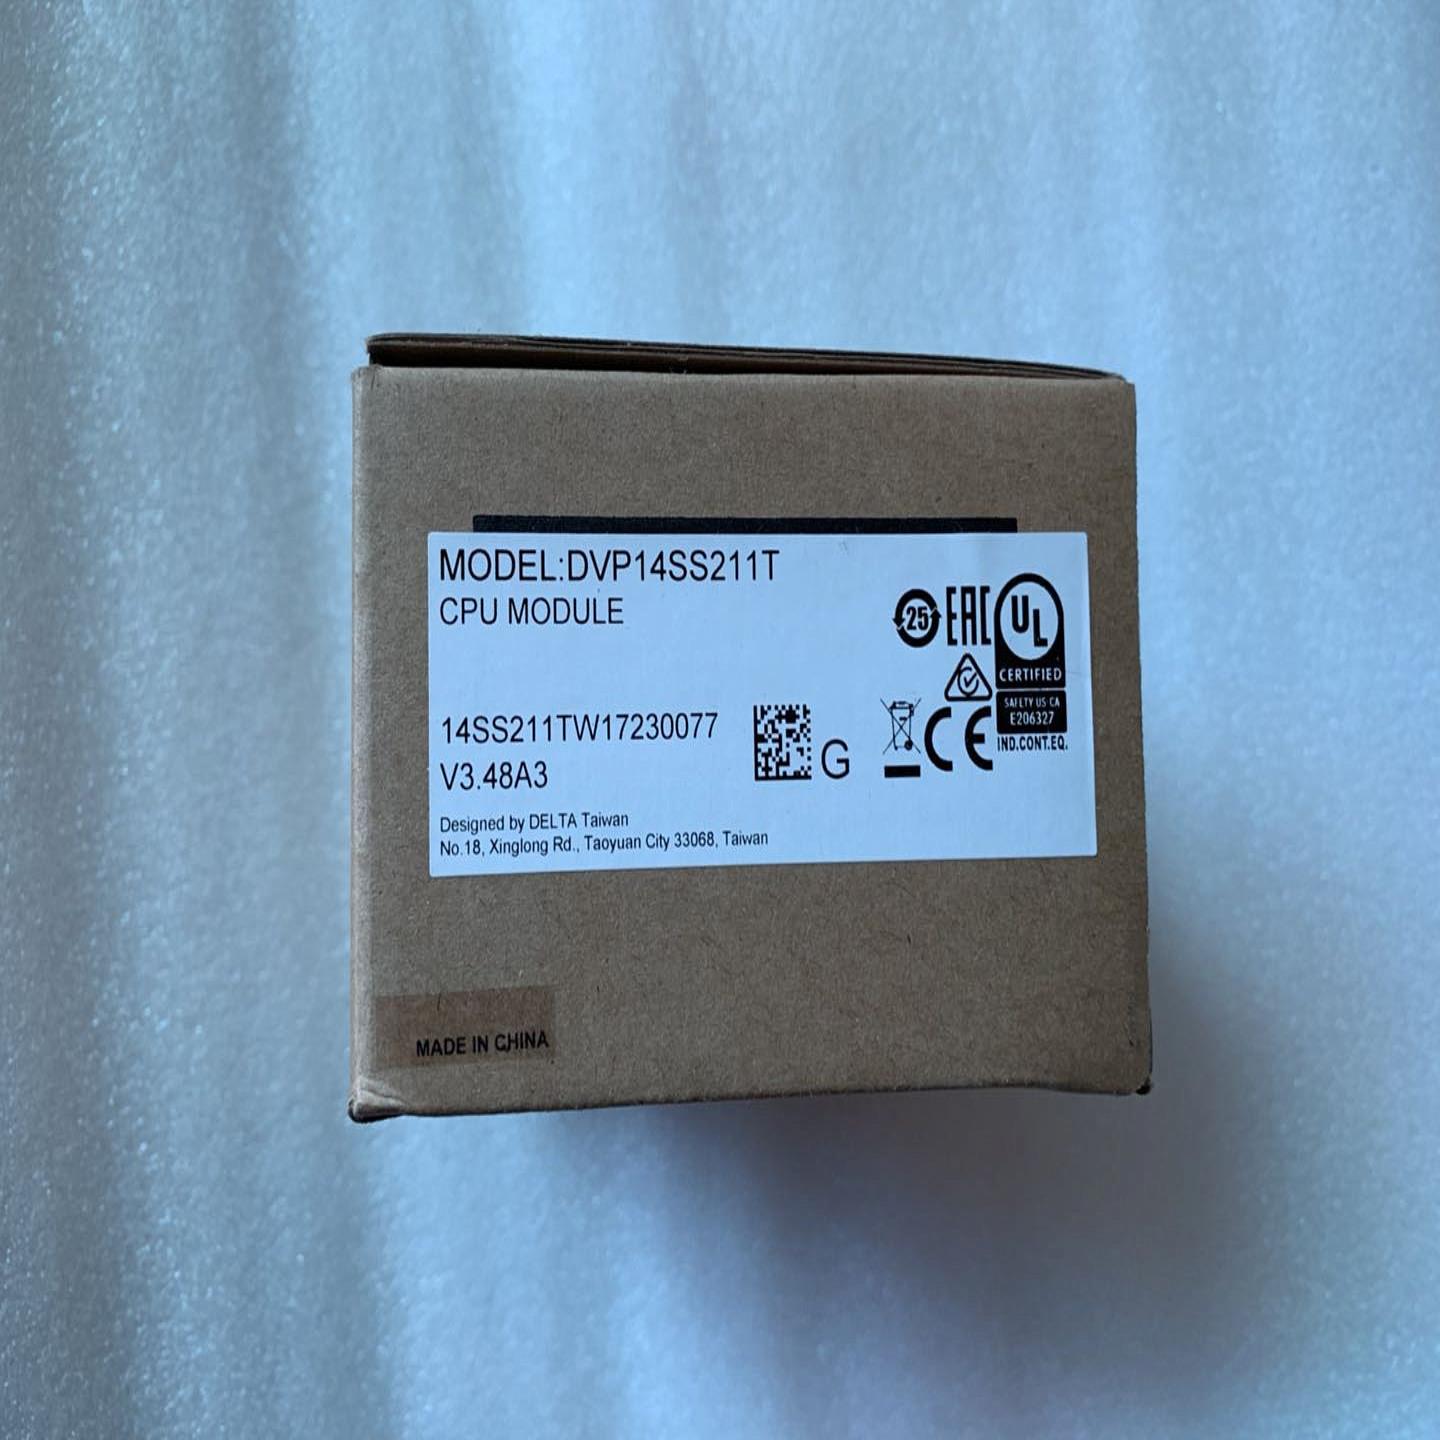 MODEL:DVP14SS211T
CPU MODULE
25
EAC
UL
CERTIFIED
SAFETY US CA
E206327
IND.CONT.EQ.
CE
14SS211TW17230077
G
V3.48A3
Designed by DELTA Taiwan
No.18, Xinglong Rd., Taoyuan City 33068, Taiwan
MADE IN CHINA